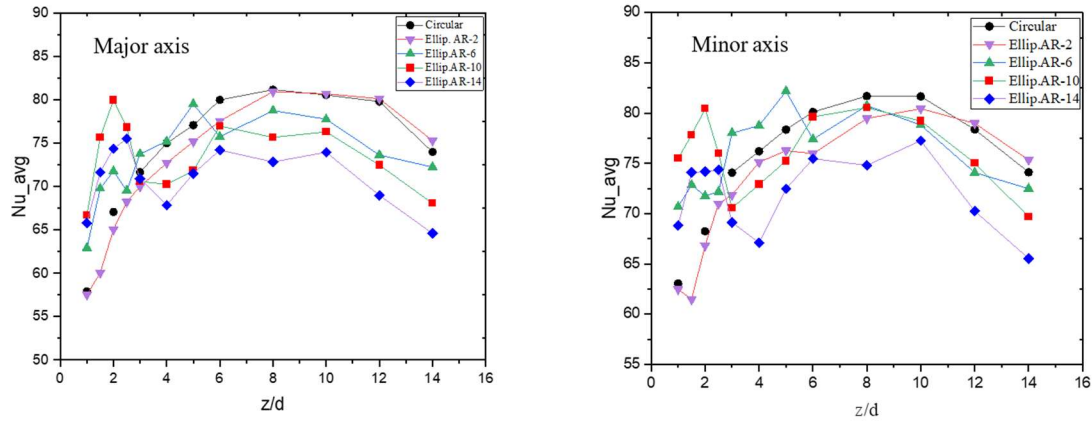 Major axis
Circular
Ellip. AR-2
Ellip.AR-6
Ellip.AR-10
Ellip.AR-14
Nu_avg
90
85
80
75
70
65
60
55
50
0 2 4 6 8 10 12 14 16
z/d
Minor axis
Circular
Ellip.AR-2
Ellip.AR-6
Ellip.AR-10
Ellip.AR-14
Nu_avg
90
85
80
75
70
65
60
55
0 2 4 6 8 10 12 14 16
z/d